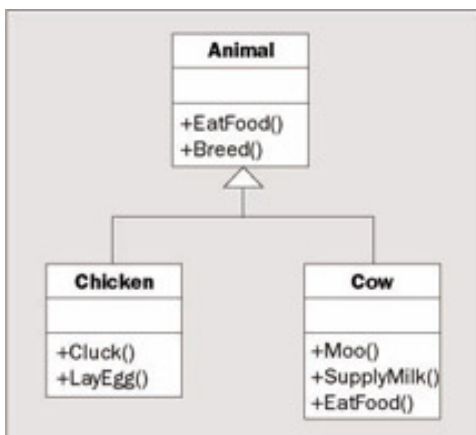 Animal
+EatFood()
+Breed()
Chicken
+Cluck()
+LayEgg()
Cow
+Moo()
+SupplyMilk()
+EatFood()